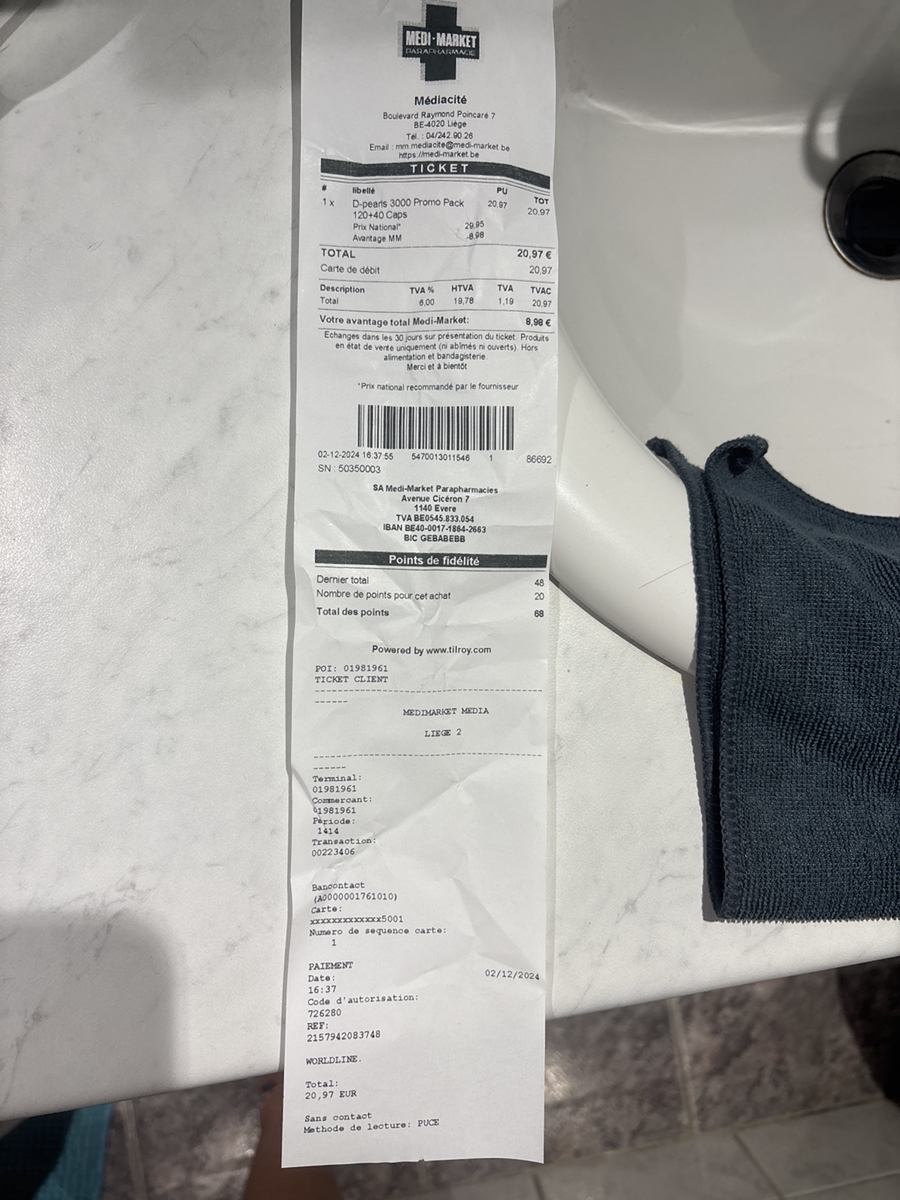 MEDI-MARKET
PARAPHARMACIE
Médiacité
Boulevard Raymond Poincaré 7
BE-4020 Liège
Tél. : 04/242.90.26
Email : mm.mediacite@medi-market.be
https://medi-market.be
TICKET
# libellé PU TOT
1 x D-pearls 3000 Promo Pack 20,97 20,97
120+40 Caps
Prix National* 29,95
Avantage MM -8,98
TOTAL 20,97 €
Carte de débit 20,97
Description TVA % HTVA TVA TVAC
Total 6,00 19,78 1,19 20,97
Votre avantage total Medi-Market: 8,98 €
Echanges dans les 30 jours sur présentation du ticket. Produits
en état de vente uniquement (ni abîmés ni ouverts). Hors
alimentation et bandagisterie.
Merci et à bientôt
*Prix national recommandé par le fournisseur
02-12-2024 16:37:55 5470013011546 1 86692
SN : 50350003
SA Medi-Market Parapharmacies
Avenue Cicéron 7
1140 Evere
TVA BE0545.833.054
IBAN BE40-0017-1864-2663
BIC GEBABEBB
Points de fidélité
Dernier total 48
Nombre de points pour cet achat 20
Total des points 68
Powered by www.tilroy.com
POI: 01981961
TICKET CLIENT
------------------------------------------
------
MEDIMARKET MEDIA
LIEGE 2
------------------------------------------
------
Terminal:
01981961
Commercant:
01981961
Période:
1414
Transaction:
00223406
Bancontact
(A0000001761010)
Carte:
xxxxxxxxxxxxx5001
Numero de sequence carte:
1
PAIEMENT
Date: 02/12/2024
16:37
Code d'autorisation:
726280
REF:
2157942083748
WORLDLINE.
Total:
20,97 EUR
Sans contact
Methode de lecture: PUCE